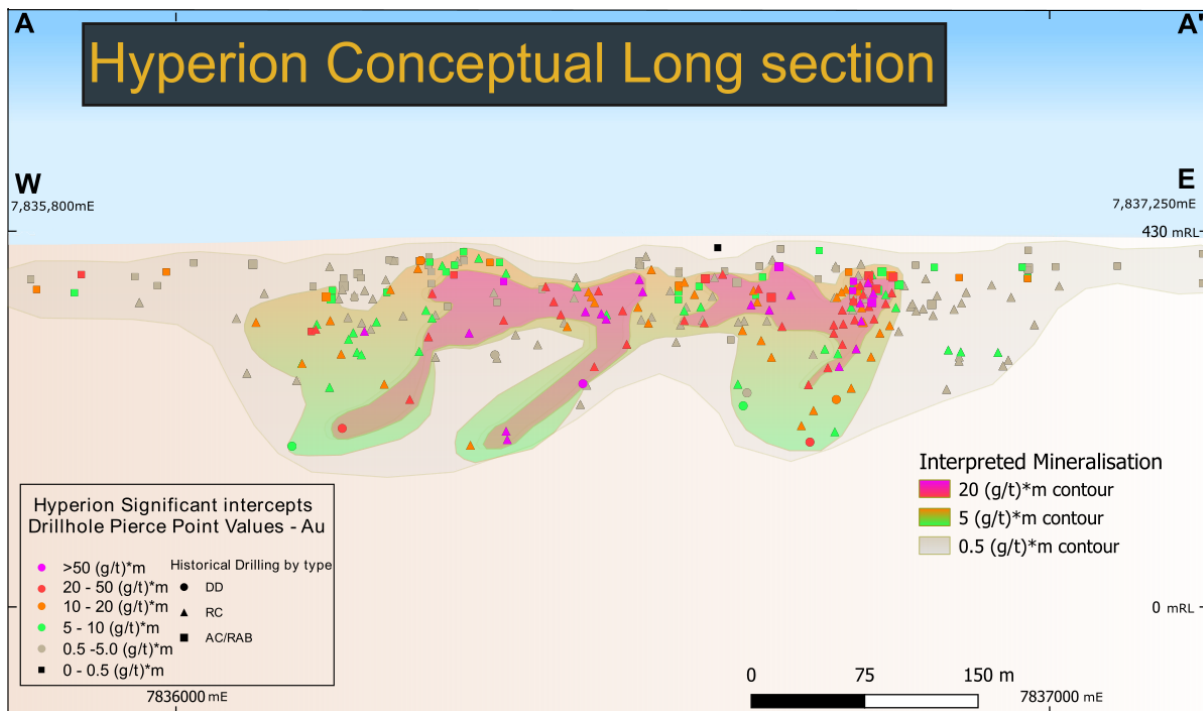 A
A'
Hyperion Conceptual Long section
W
E
7,835,800mE
7,837,250mE
430 mRL
Interpreted Mineralisation
20 (g/t)*m contour
5 (g/t)*m contour
0.5 (g/t)*m contour
Hyperion Significant intercepts
Drillhole Pierce Point Values - Au
>50 (g/t)*m
20 - 50 (g/t)*m
10 - 20 (g/t)*m
5 - 10 (g/t)*m
0.5 -5.0 (g/t)*m
0 - 0.5 (g/t)*m
Historical Drilling by type
DD
RC
AC/RAB
0 mRL
0 75 150 m
7836000 mE
7837000 mE